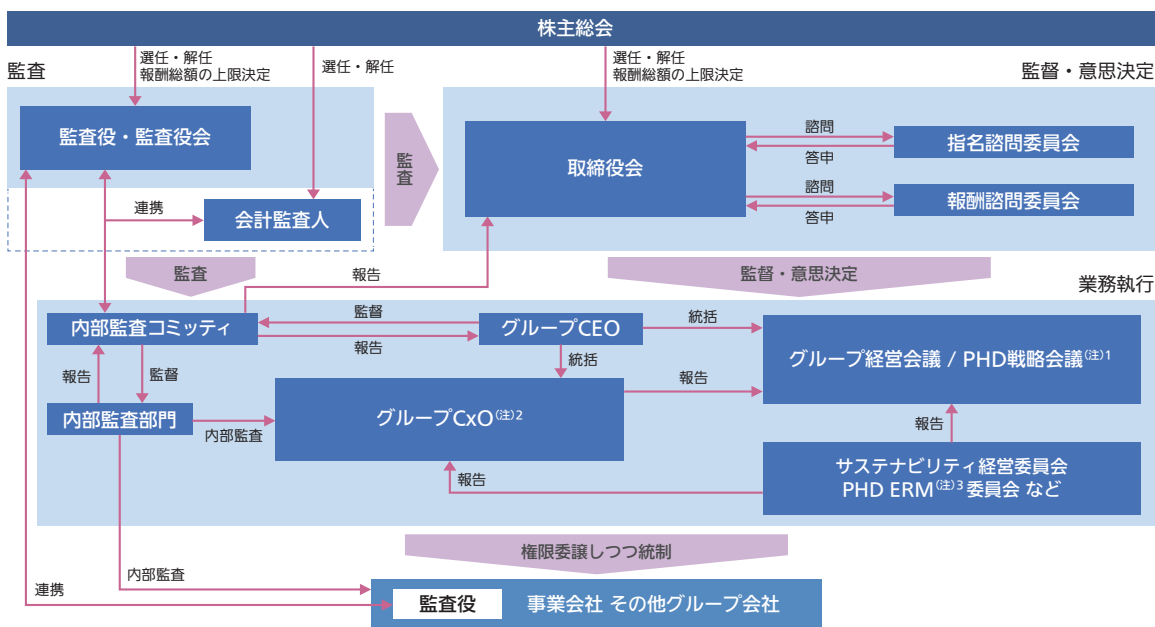 株主総会
監査
選任・解任
報酬総額の上限決定
選任・解任
選任・解任
報酬総額の上限決定
監督・意思決定
監査役・監査役会
監査
取締役会
諮問
答申
指名諮問委員会
諮問
答申
報酬諮問委員会
連携
会計監査人
監査
報告
監督・意思決定
業務執行
内部監査コミッティ
監督
報告
グループCEO
統括
統括
グループ経営会議 / PHD戦略会議(注)1
報告
監督
内部監査部門
内部監査
グループCxO(注)2
報告
報告
サステナビリティ経営委員会
PHD ERM(注)3 委員会 など
報告
権限委譲しつつ統制
内部監査
連携
監査役
事業会社 その他グループ会社